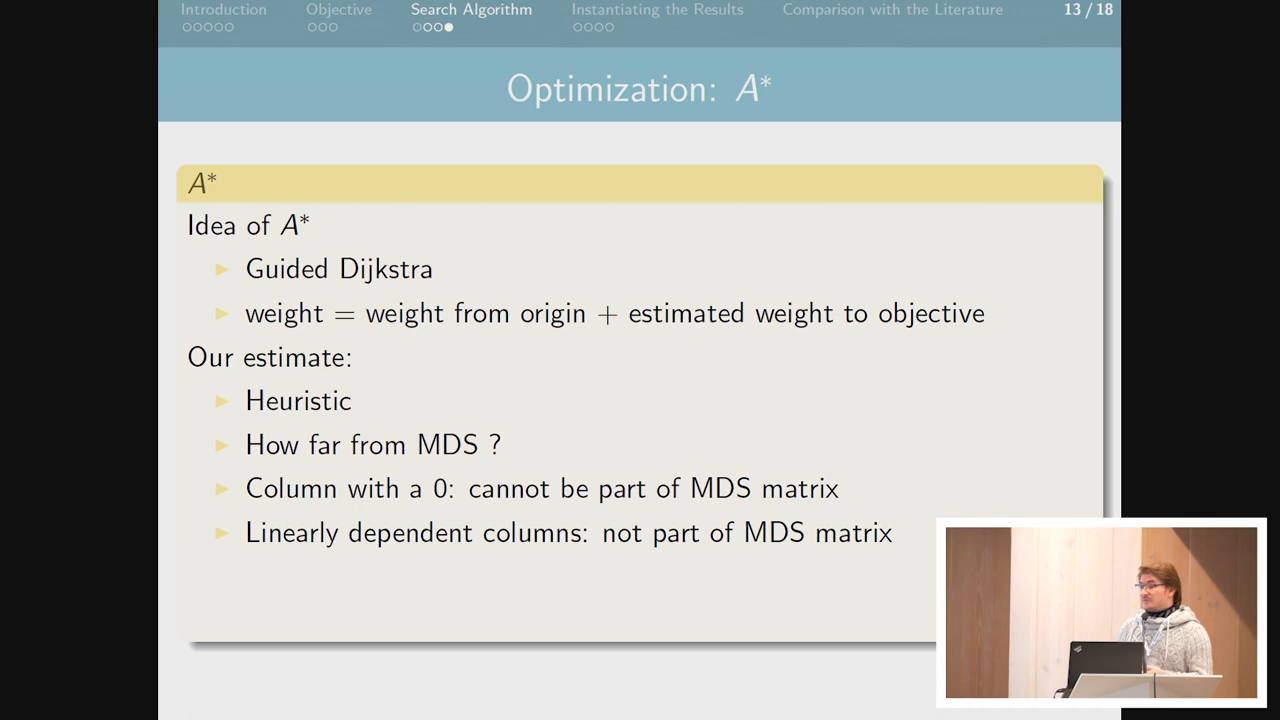 Introduction Objective Search Algorithm Instantiating the Results Comparison with the Literature 13 / 18
Optimization: A*
A*
Idea of A*
Guided Dijkstra
weight = weight from origin + estimated weight to objective
Our estimate:
Heuristic
How far from MDS ?
Column with a 0: cannot be part of MDS matrix
Linearly dependent columns: not part of MDS matrix